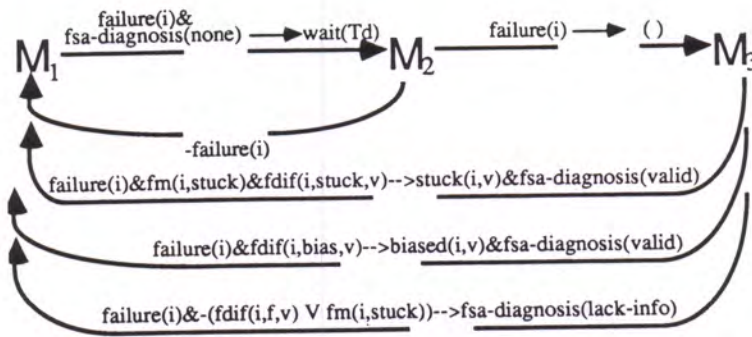 failure(i)&
fsa-diagnosis(none) wait(Td) failure(i) ( )
M1 M2 M3
-failure(i)
failure(i)&fm(i,stuck)&fdif(i,stuck,v)-->stuck(i,v)&fsa-diagnosis(valid)
failure(i)&fdif(i,bias,v)-->biased(i,v)&fsa-diagnosis(valid)
failure(i)&-(fdif(i,f,v) V fm(i,stuck))-->fsa-diagnosis(lack-info)